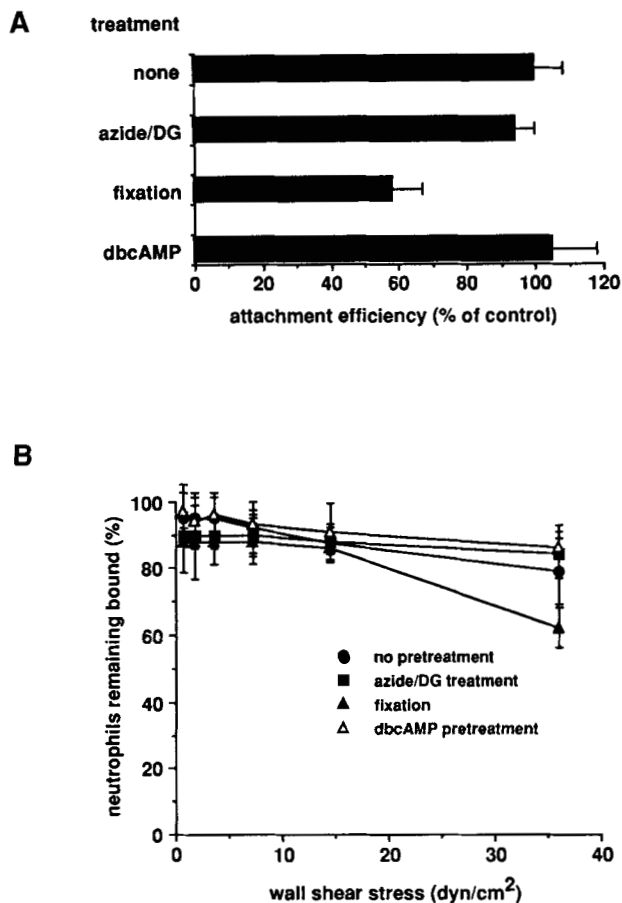 A
treatment
none
azide/DG
fixation
dbcAMP
0 20 40 60 80 100 120
attachment efficiency (% of control)
B
neutrophils remaining bound (%)
100
80
60
40
20
0
no pretreatment
azide/DG treatment
fixation
dbcAMP pretreatment
0 10 20 30 40
wall shear stress (dyn/cm2)